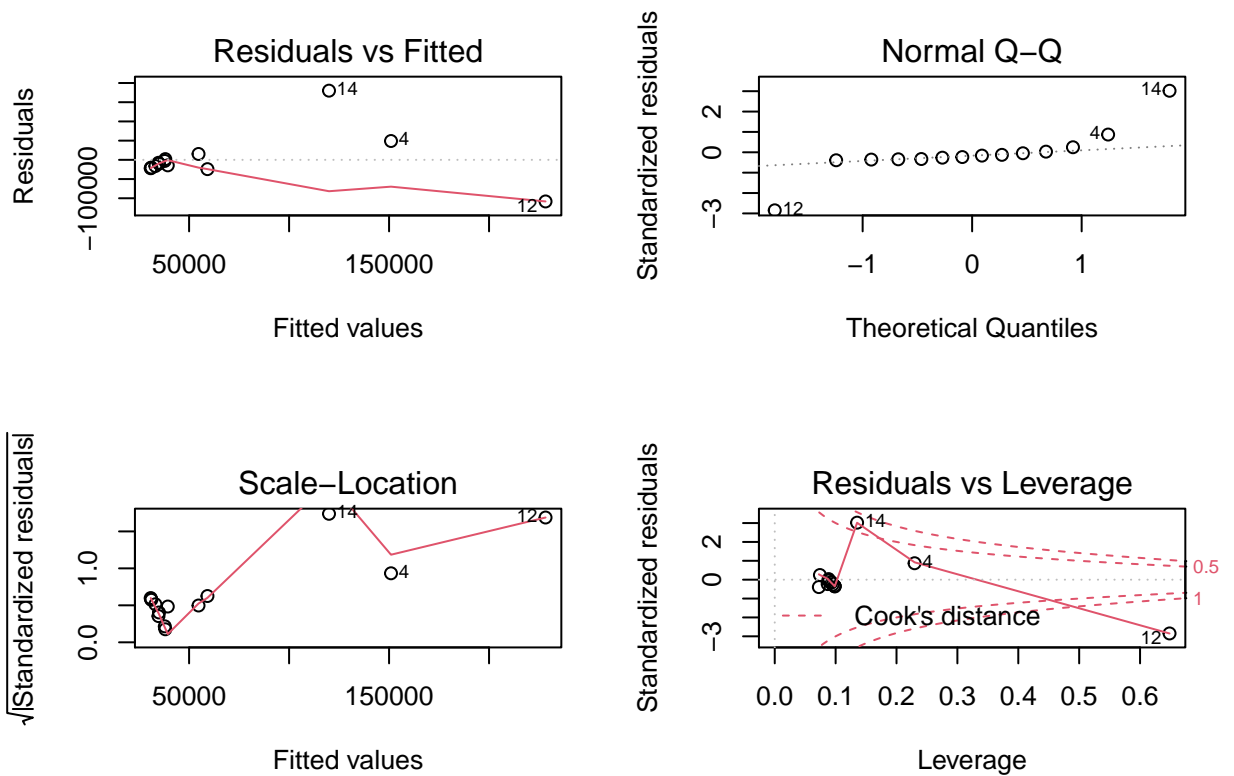 Residuals vs Fitted
Residuals
−100000
14
4
12
50000
150000
Fitted values
Normal Q−Q
Standardized residuals
2
0
−3
14
4
12
−1
0
1
Theoretical Quantiles
Scale−Location
√|Standardized residuals|
1.0
0.0
14
4
12
50000
150000
Fitted values
Residuals vs Leverage
Standardized residuals
2
0
−3
14
4
12
0.5
1
Cook's distance
0.0
0.1
0.2
0.3
0.4
0.5
0.6
Leverage